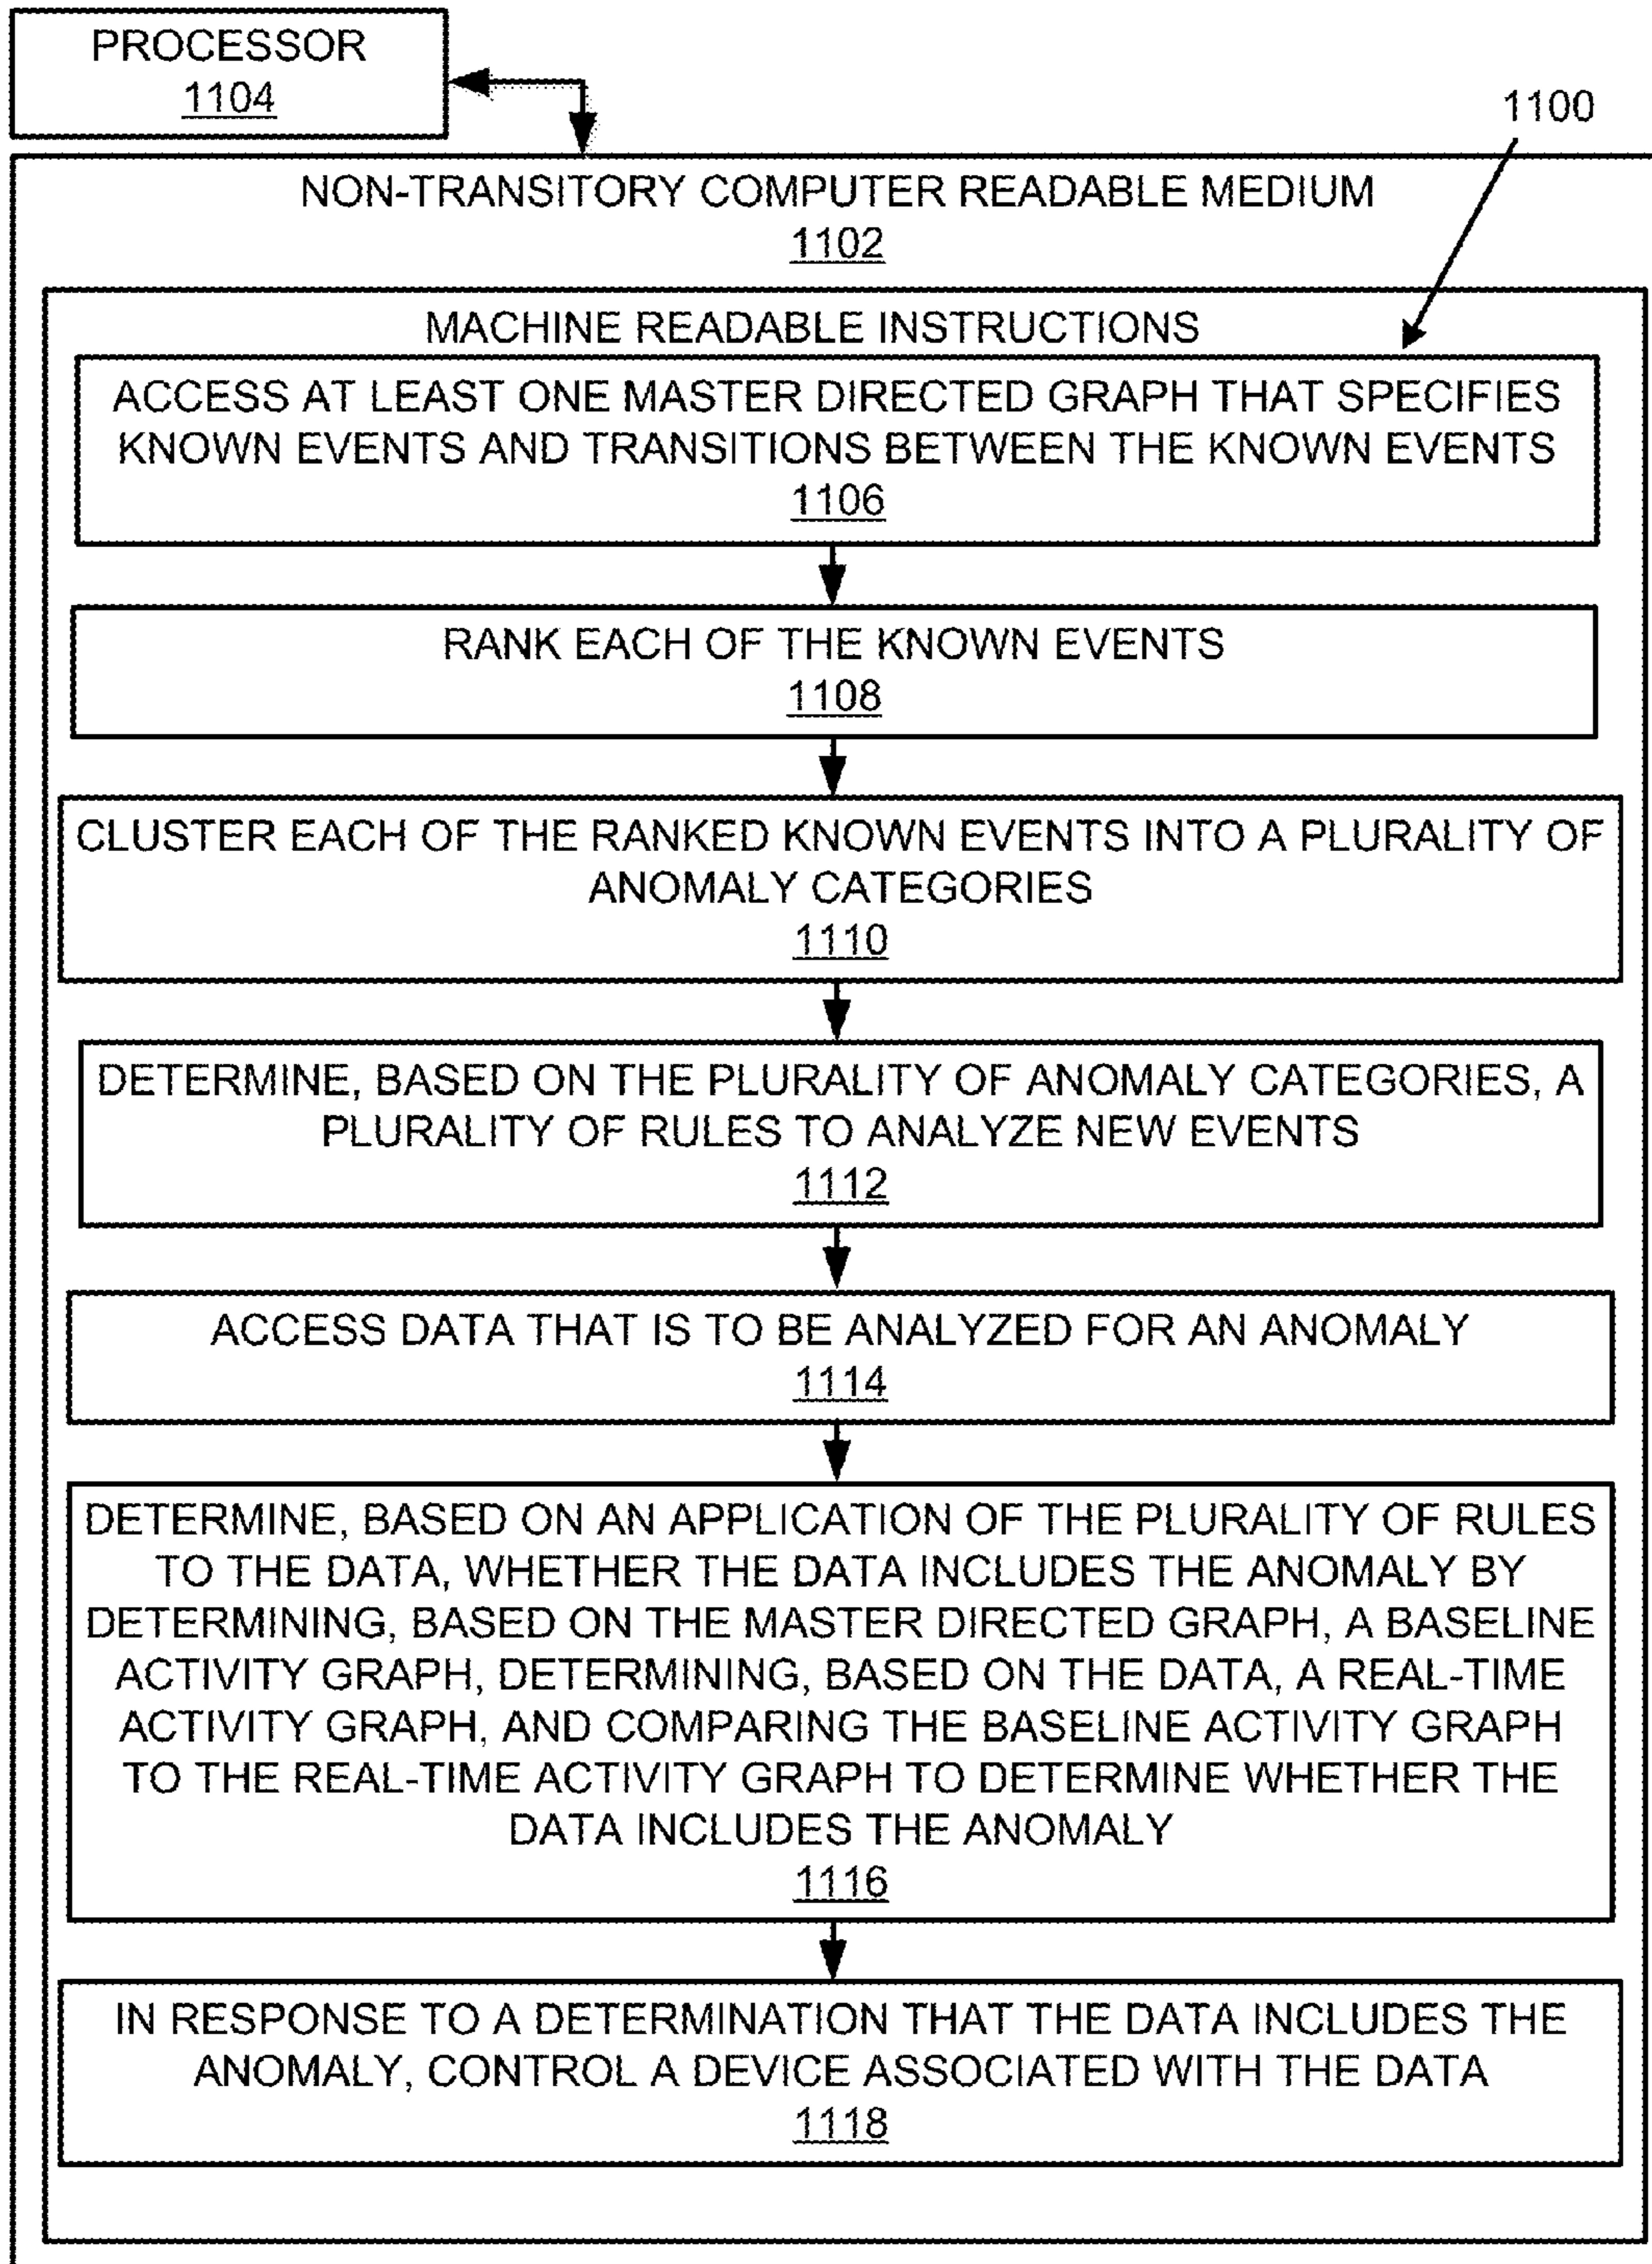 PROCESSOR
1104
1100
NON-TRANSITORY COMPUTER READABLE MEDIUM
1102
MACHINE READABLE INSTRUCTIONS
ACCESS AT LEAST ONE MASTER DIRECTED GRAPH THAT SPECIFIES
KNOWN EVENTS AND TRANSITIONS BETWEEN THE KNOWN EVENTS
1106
RANK EACH OF THE KNOWN EVENTS
1108
CLUSTER EACH OF THE RANKED KNOWN EVENTS INTO A PLURALITY OF
ANOMALY CATEGORIES
1110
DETERMINE, BASED ON THE PLURALITY OF ANOMALY CATEGORIES, A
PLURALITY OF RULES TO ANALYZE NEW EVENTS
1112
ACCESS DATA THAT IS TO BE ANALYZED FOR AN ANOMALY
1114
DETERMINE, BASED ON AN APPLICATION OF THE PLURALITY OF RULES
TO THE DATA, WHETHER THE DATA INCLUDES THE ANOMALY BY
DETERMINING, BASED ON THE MASTER DIRECTED GRAPH, A BASELINE
ACTIVITY GRAPH, DETERMINING, BASED ON THE DATA, A REAL-TIME
ACTIVITY GRAPH, AND COMPARING THE BASELINE ACTIVITY GRAPH
TO THE REAL-TIME ACTIVITY GRAPH TO DETERMINE WHETHER THE
DATA INCLUDES THE ANOMALY
1116
IN RESPONSE TO A DETERMINATION THAT THE DATA INCLUDES THE
ANOMALY, CONTROL A DEVICE ASSOCIATED WITH THE DATA
1118